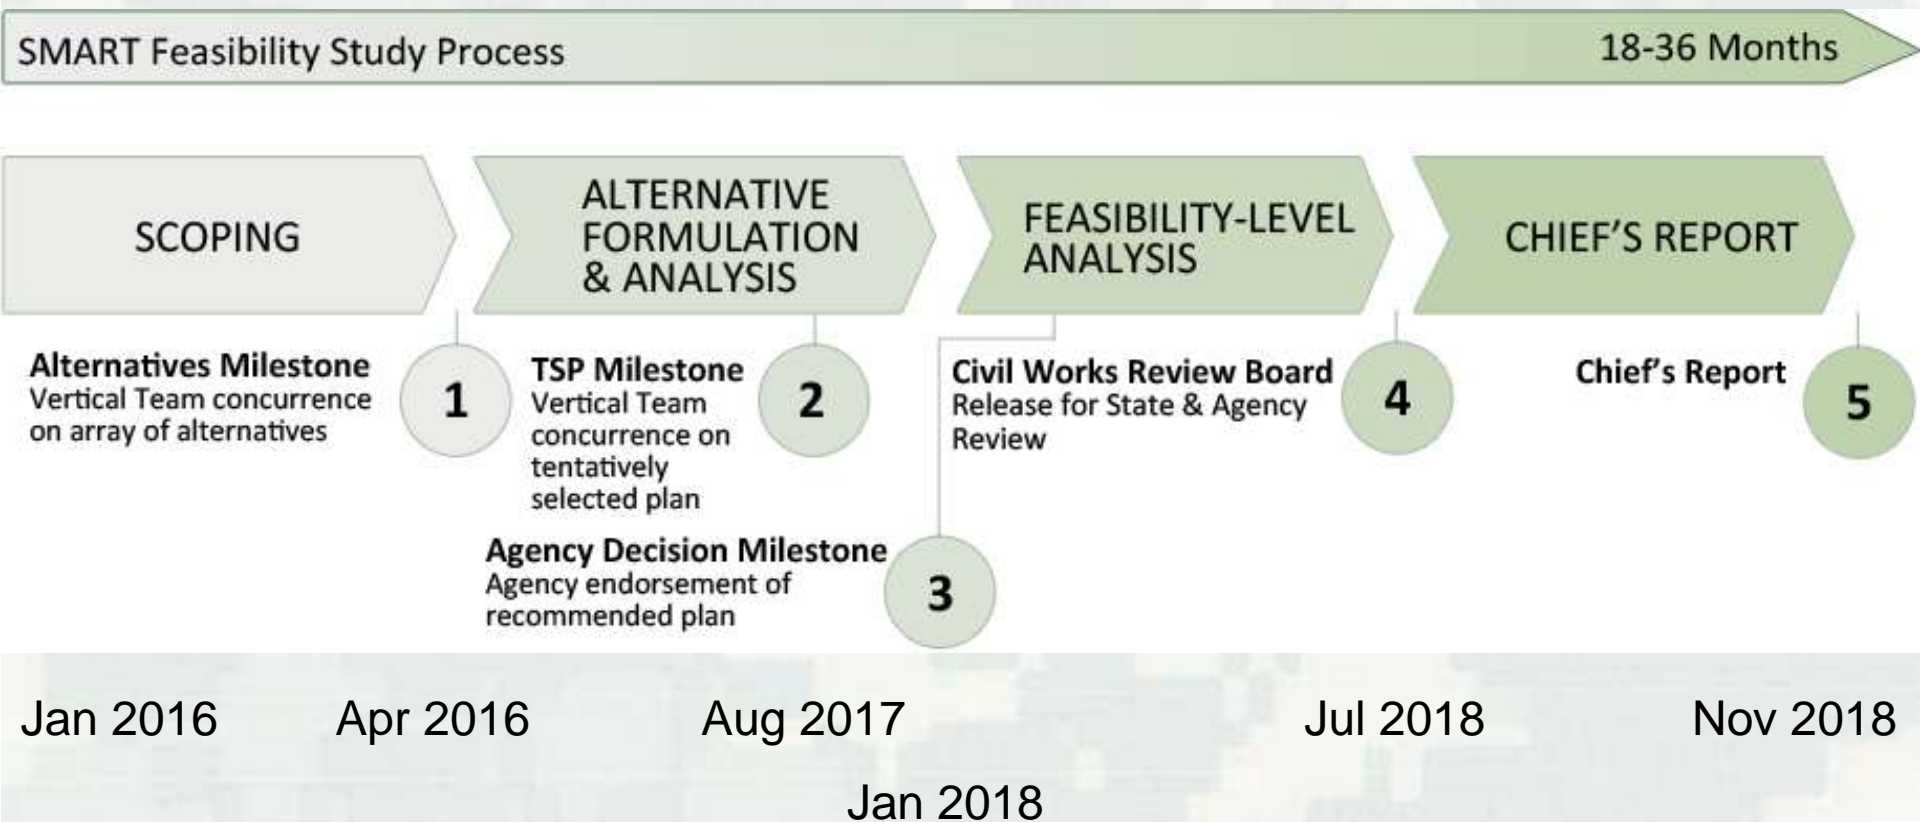 SMART Feasibility Study Process
18-36 Months
SCOPING
ALTERNATIVE
FORMULATION
& ANALYSIS
FEASIBILITY-LEVEL
ANALYSIS
CHIEF'S REPORT
Alternatives Milestone
Vertical Team concurrence
on array of alternatives
1
TSP Milestone
Vertical Team
concurrence on
tentatively
selected plan
2
Agency Decision Milestone
Agency endorsement of
recommended plan
3
Civil Works Review Board
Release for State & Agency
Review
4
Chief's Report
5
Jan 2016
Apr 2016
Aug 2017
Jul 2018
Nov 2018
Jan 2018